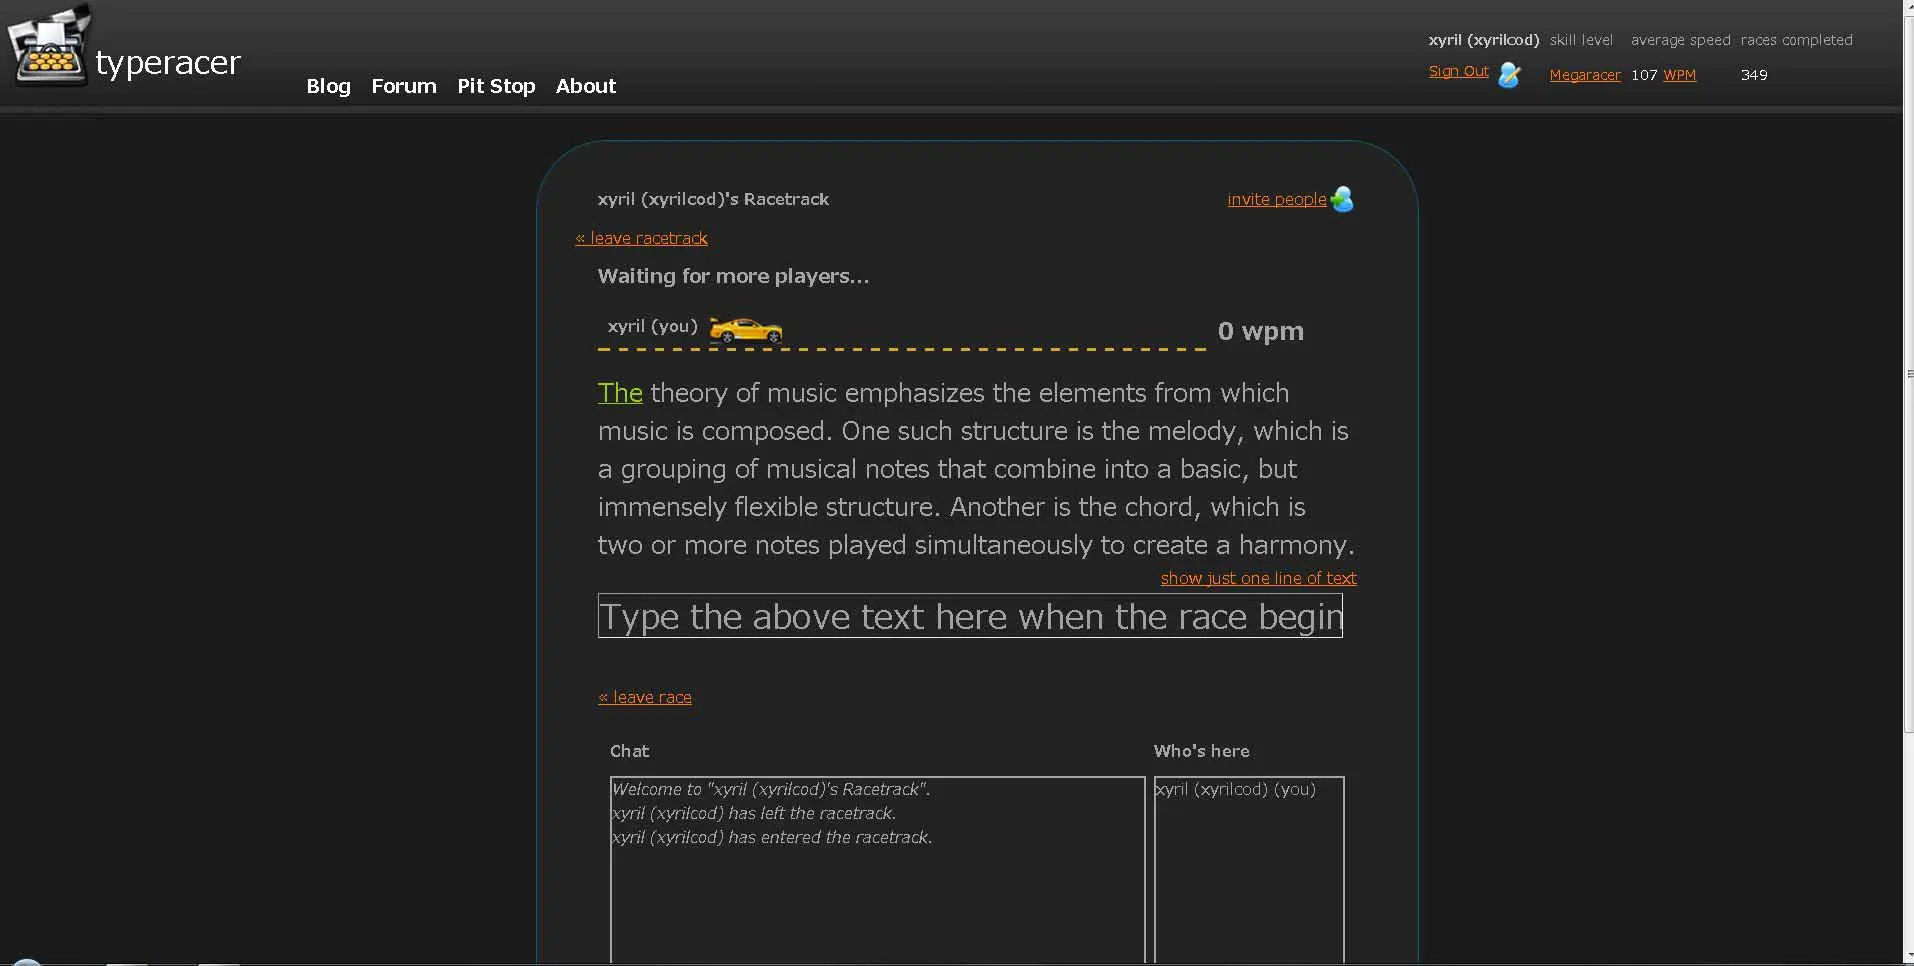 typeracer
Blog Forum Pit Stop About
xyril (xyrilcod) skill level average speed races completed
Sign Out Megaracer 107 WPM 349
xyril (xyrilcod)'s Racetrack
invite people
« leave racetrack
Waiting for more players...
xyril (you)
0 wpm
The theory of music emphasizes the elements from which
music is composed. One such structure is the melody, which is
a grouping of musical notes that combine into a basic, but
immensely flexible structure. Another is the chord, which is
two or more notes played simultaneously to create a harmony.
show just one line of text
Type the above text here when the race begin
« leave race
Chat
Who's here
Welcome to "xyril (xyrilcod)'s Racetrack".
xyril (xyrilcod) has left the racetrack.
xyril (xyrilcod) has entered the racetrack.
xyril (xyrilcod) (you)